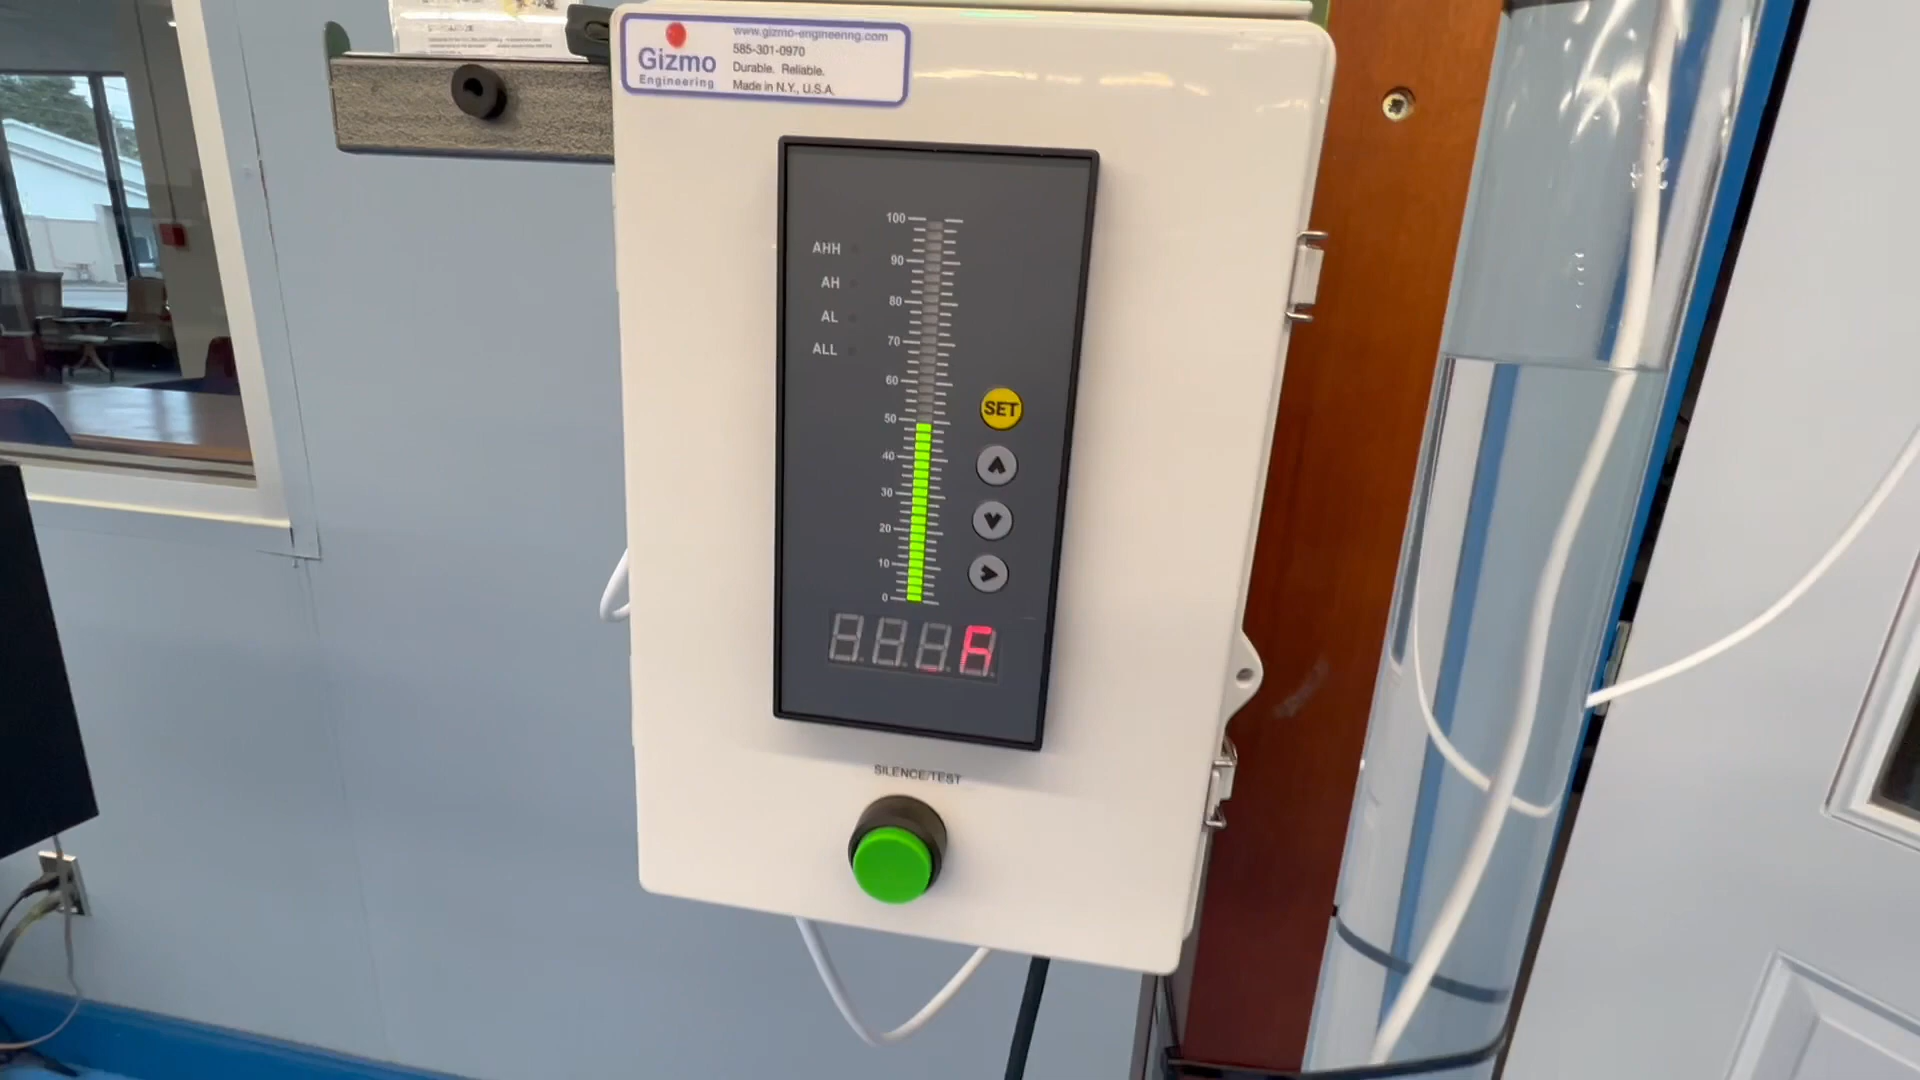 Gizmo
Engineering
www.gizmo-engineering.com
585-301-0970
Durable. Reliable.
Made in N.Y., U.S.A.
100
90
80
70
60
50
40
30
20
10
0
AHH
AH
AL
ALL
SET
SILENCE/TEST